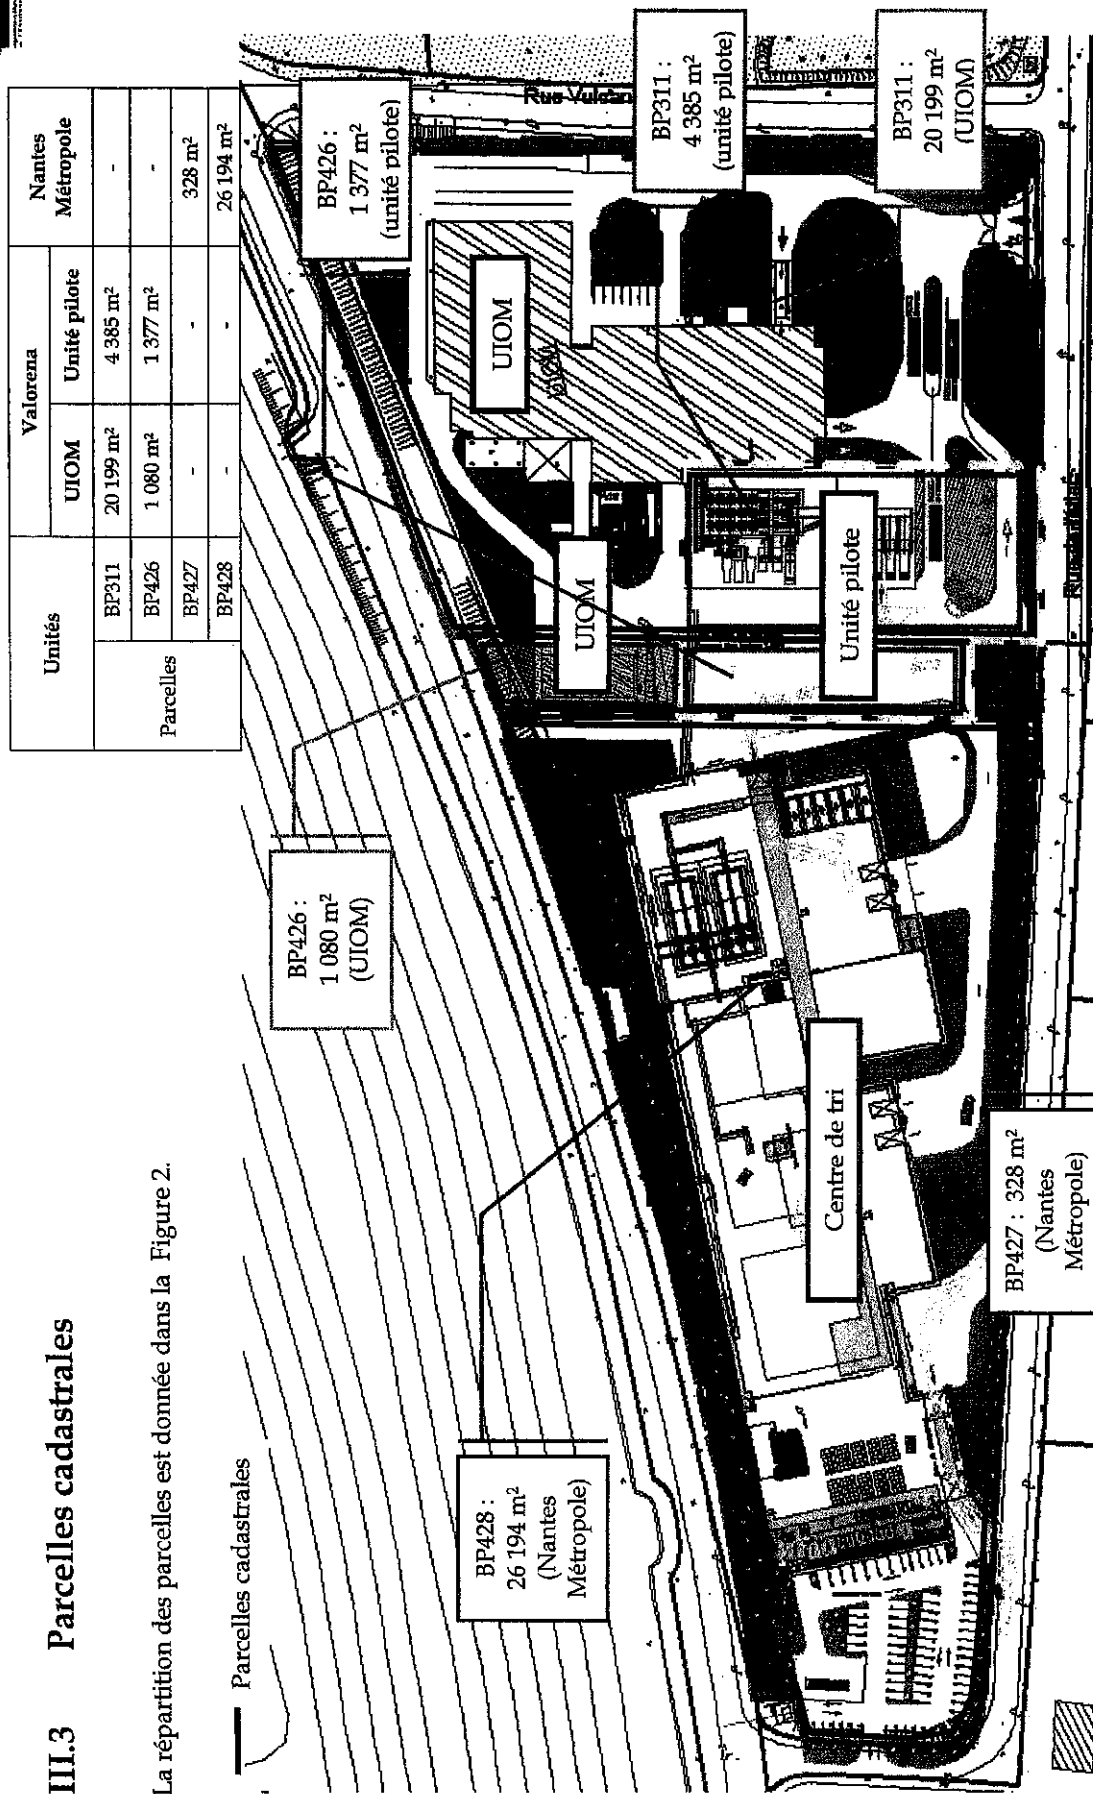 III.3 Parcelles cadastrales
La répartition des parcelles est donnée dans la Figure 2.
Unités Valorena Nantes Métropole
UIOM Unité pilote
Parcelles
BP311 20 199 m² 4 385 m² -
BP426 1 080 m² 1 377 m² -
BP427 - - 328 m²
BP428 - - 26 194 m²
Parcelles cadastrales
BP428 :
26 194 m²
(Nantes
Métropole)
BP426 :
1 080 m²
(UIOM)
BP426 :
1 377 m²
(unité pilote)
BP311 :
4 385 m²
(unité pilote)
BP311 :
20 199 m²
(UIOM)
UIOM
UIOM
Unité pilote
Centre de tri
BP427 : 328 m²
(Nantes
Métropole)
Rue